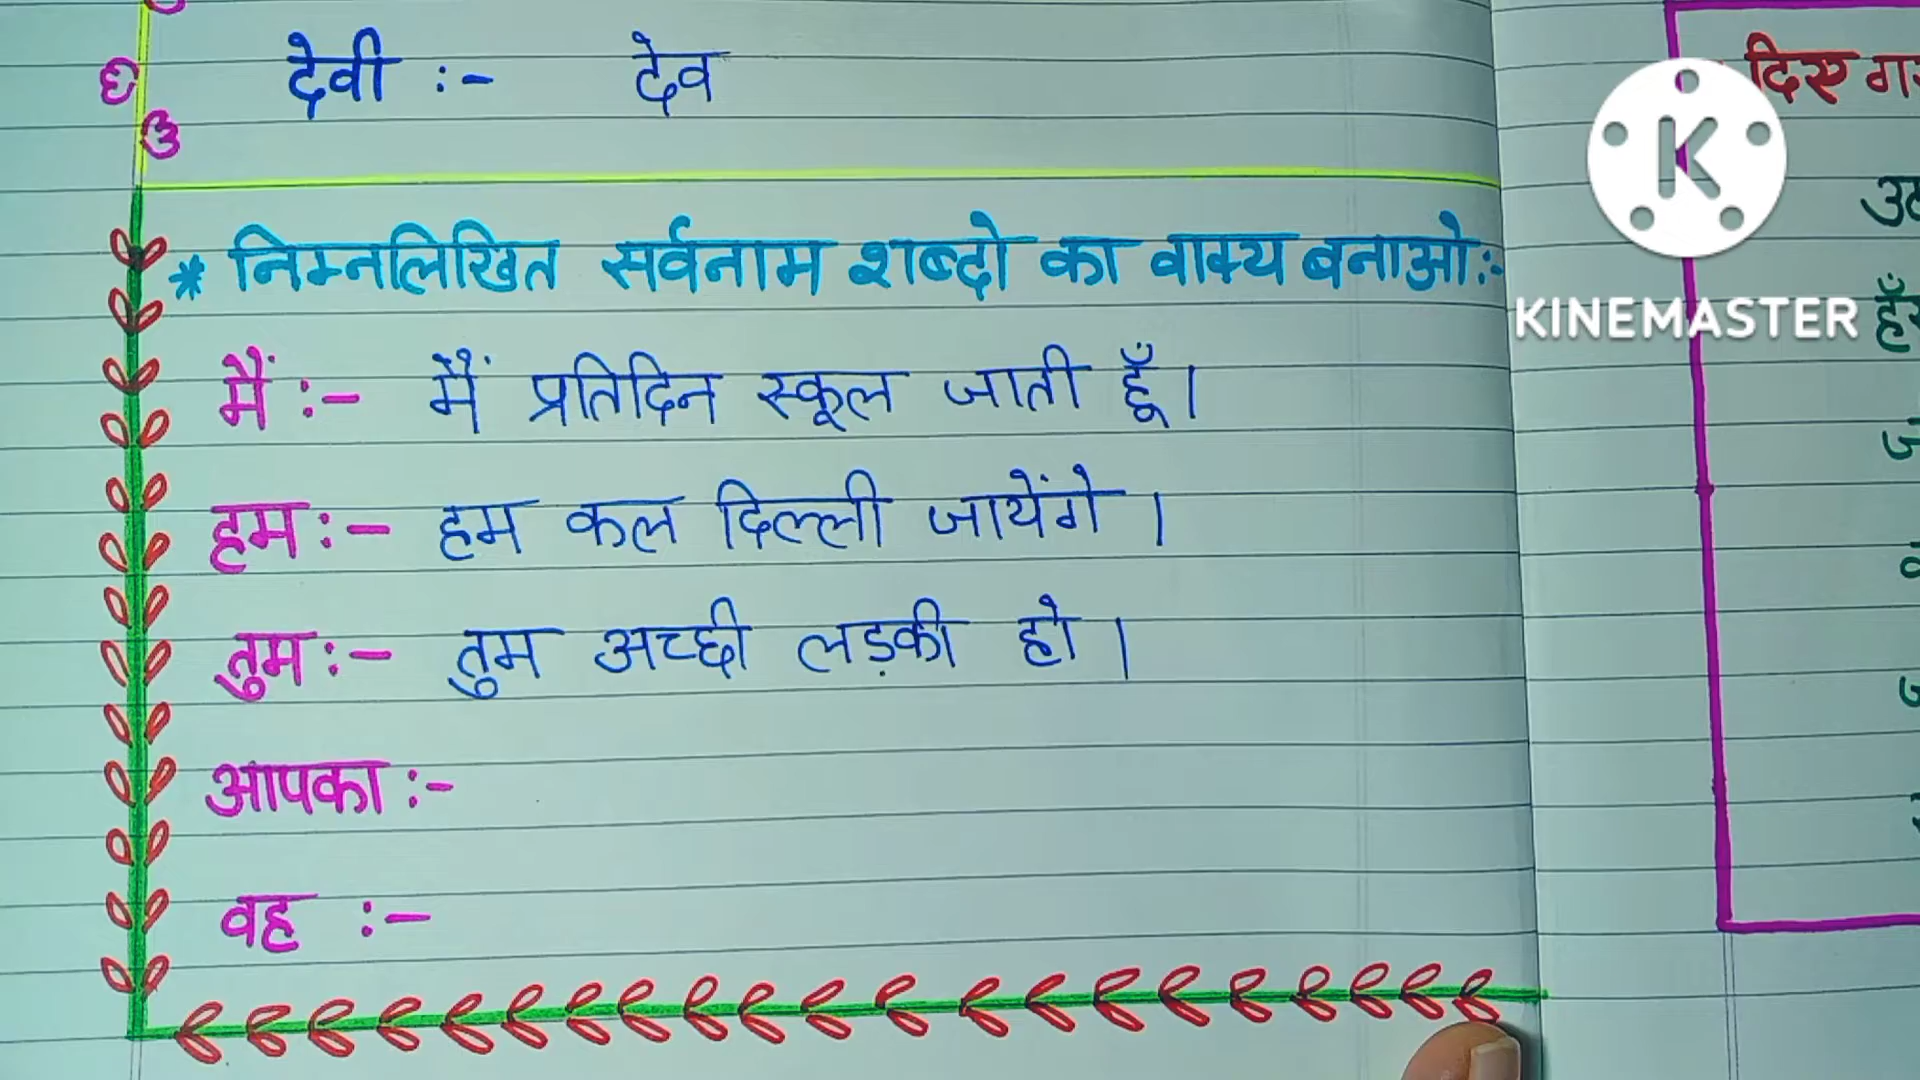 देवी :- देव
* निम्नलिखित सर्वनाम शब्दो का वाक्य बनाओ:-
मैं :- मैं प्रतिदिन स्कूल जाती हूँ।
हम :- हम कल दिल्ली जायेंगे।
तुम :- तुम अच्छी लड़की हो।
आपका :-
वह :-
दिए
KINEMASTER